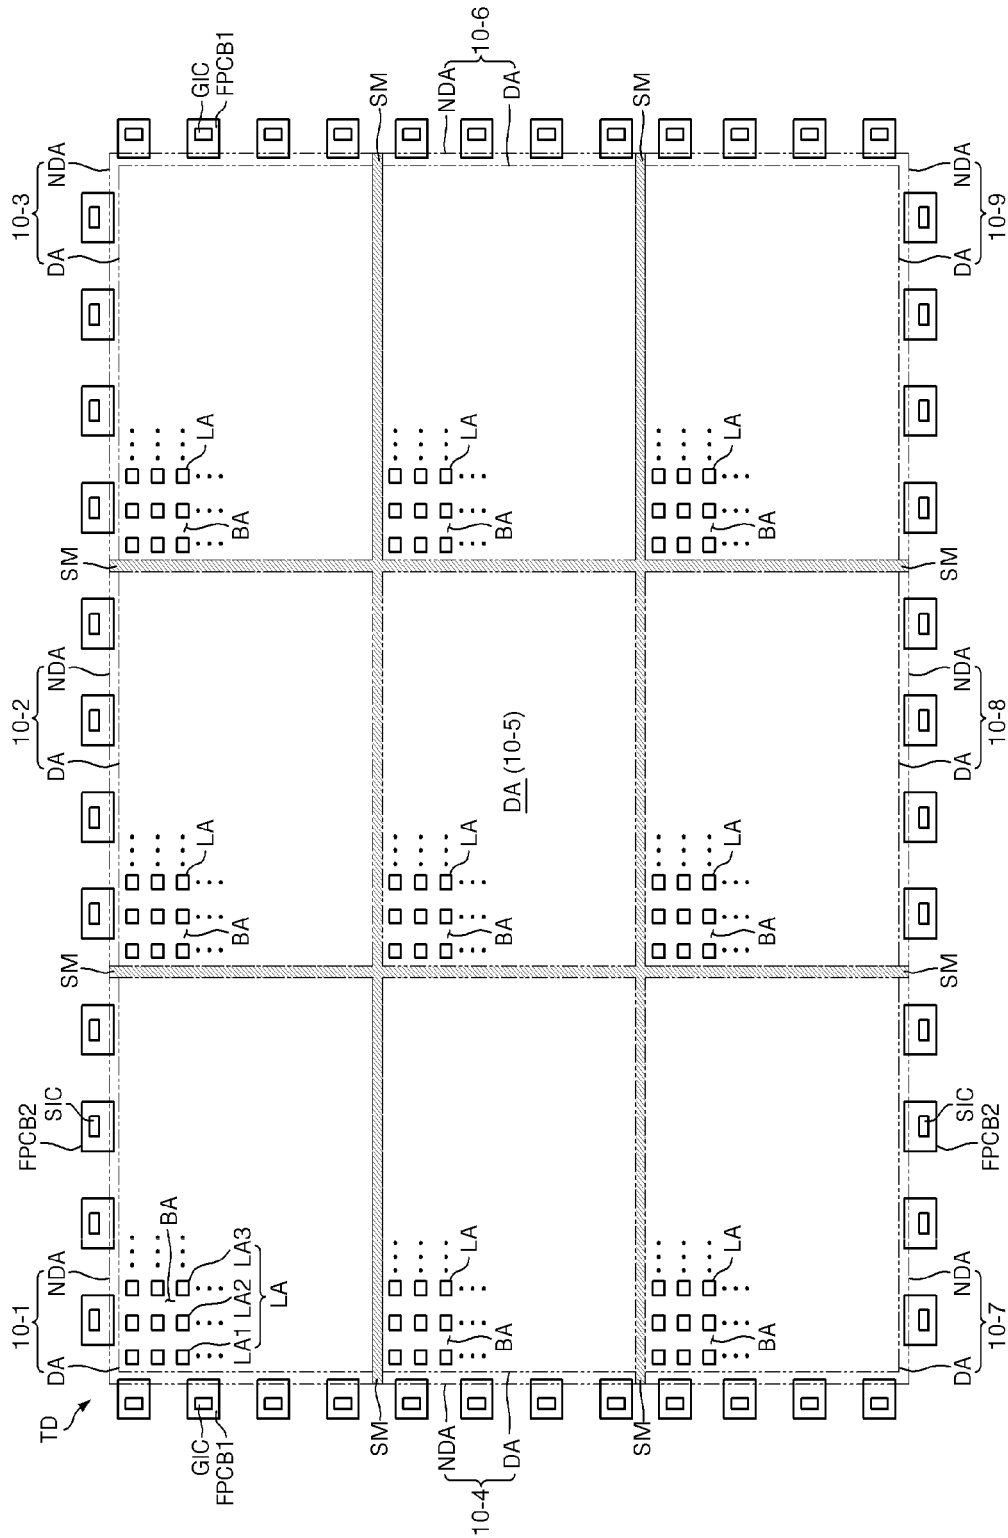 10-1
10-2
10-3
FPCB2
TD
DA
NDA
SIC
DA
NDA
DA
NDA
SM
SM
BA
GIC
FPCB1
LA1
LA2
LA3
LA
BA
LA
BA
LA
GIC
FPCB1
SM
SM
NDA
10-4
DA
BA
LA
BA
LA
DA (10-5)
BA
LA
NDA
10-6
DA
SM
SM
BA
LA
BA
LA
BA
LA
SM
SM
DA
NDA
SIC
FPCB2
DA
NDA
DA
NDA
10-7
10-8
10-9